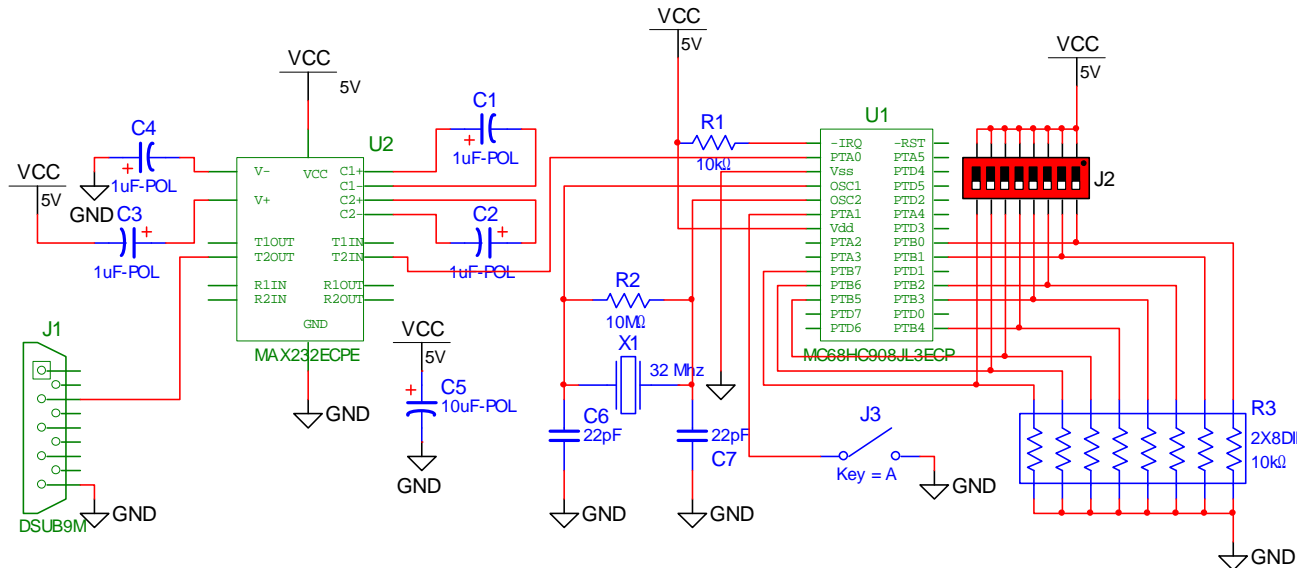 VCC
5V
VCC
5V
VCC
5V
VCC
5V
C4
1uF-POL
GND
C3
1uF-POL
U2
V-
V+
T1OUT
T2OUT
R1IN
R2IN
VCC
GND
C1+
C1-
C2+
C2-
T1IN
T2IN
R1OUT
R2OUT
MAX232ECPE
GND
C1
1uF-POL
C2
1uF-POL
J1
DSUB9M
GND
VCC
5V
C5
10uF-POL
GND
R1
10kΩ
R2
10MΩ
X1
32 Mhz
C6
22pF
GND
22pF
C7
GND
U1
-IRQ
PTA0
Vss
OSC1
OSC2
PTA1
Vdd
PTA2
PTA3
PTB7
PTB6
PTB5
PTD7
PTD6
-RST
PTA5
PTD4
PTD5
PTD2
PTA4
PTD3
PTB0
PTB1
PTD1
PTB2
PTB3
PTD0
PTB4
MC68HC908JL3ECP
J2
J3
Key = A
GND
R3
2X8DI
10kΩ
GND